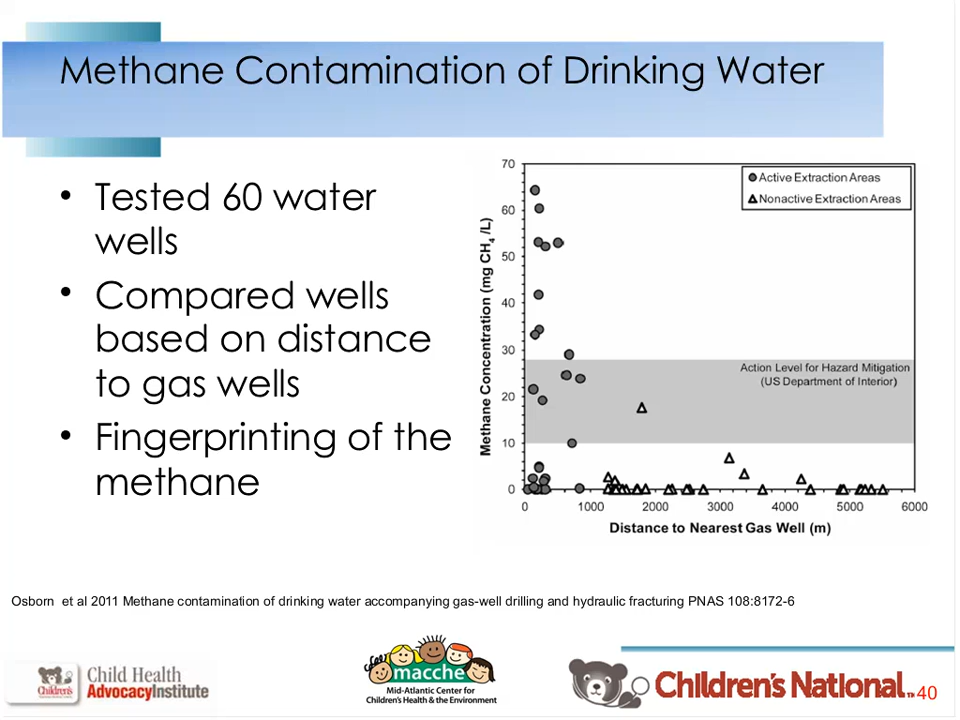 Methane Contamination of Drinking Water
• Tested 60 water
wells
• Compared wells
based on distance
to gas wells
• Fingerprinting of the
methane
70
60
50
40
30
20
10
0
Methane Concentration (mg CH4 /L)
Active Extraction Areas
Nonactive Extraction Areas
Action Level for Hazard Mitigation
(US Department of Interior)
0 1000 2000 3000 4000 5000 6000
Distance to Nearest Gas Well (m)
Osborn et al 2011 Methane contamination of drinking water accompanying gas-well drilling and hydraulic fracturing PNAS 108:8172-6
Children's
Child Health
AdvocacyInstitute
macche
Mid-Atlantic Center for
Children's Health & the Environment
Children's National™
40